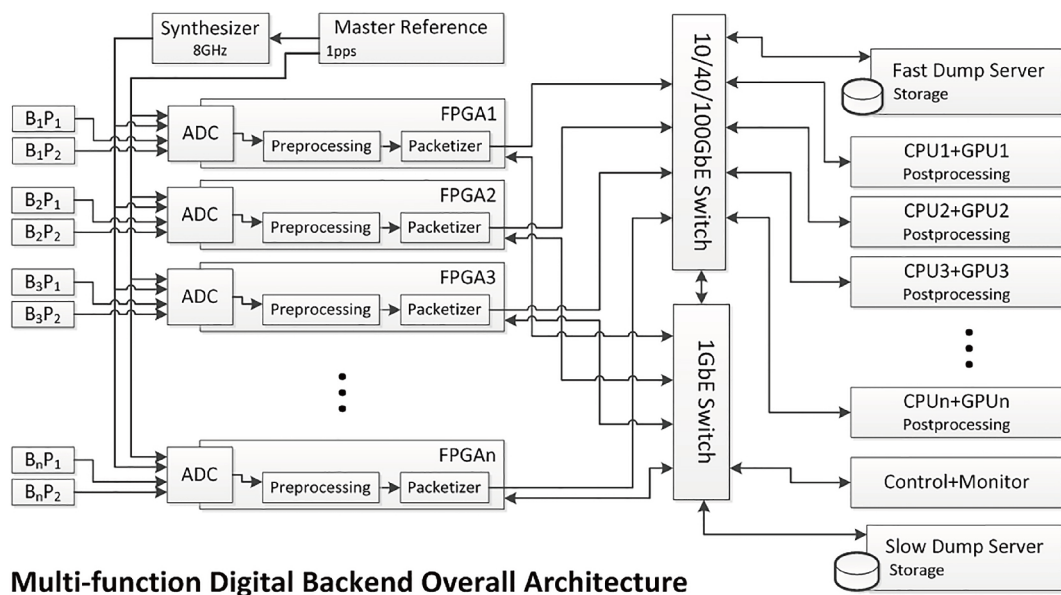 Synthesizer
8GHz
Master Reference
1pps
B₁P₁
B₁P₂
ADC
FPGA1
Preprocessing
Packetizer
B₂P₁
B₂P₂
ADC
FPGA2
Preprocessing
Packetizer
B₃P₁
B₃P₂
ADC
FPGA3
Preprocessing
Packetizer
BₙP₁
BₙP₂
ADC
FPGAn
Preprocessing
Packetizer
10/40/100GbE Switch
1GbE Switch
Fast Dump Server
Storage
CPU1+GPU1
Postprocessing
CPU2+GPU2
Postprocessing
CPU3+GPU3
Postprocessing
CPUn+GPUn
Postprocessing
Control+Monitor
Slow Dump Server
Storage
Multi-function Digital Backend Overall Architecture